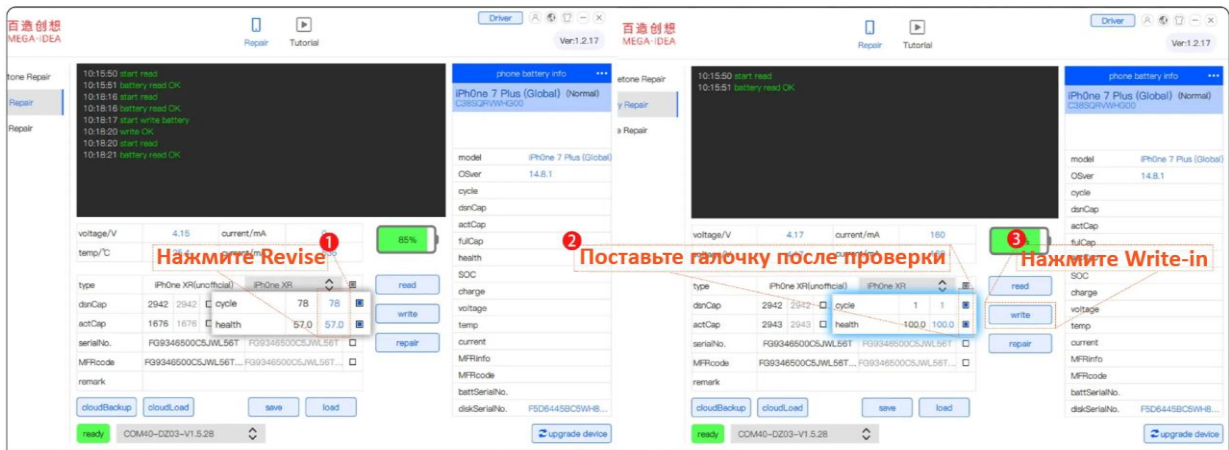 百造创想
MEGA-IDEA
Repair
Tutorial
Driver
Ver:1.2.17
tone Repair
Repair
Repair
10:15:50 start read
10:15:51 battery read OK
10:18:16 start read
10:18:16 battery read OK
10:18:17 start write battery
10:18:20 write OK
10:18:20 start read
10:18:21 battery read OK
phone battery info
iPh0ne 7 Plus (Global) (Normal)
C38SQRVWHG00
model iPh0ne 7 Plus (Global)
OSver 14.8.1
cycle
dsnCap
actCap
fulCap
health
SOC
charge
voltage
temp
current
MFRinfo
MFRcode
battSerialNo.
diskSerialNo. F5D6445BC5WH8...
voltage/V 4.15 current/mA
temp/°C
85%
1
Нажмите Revise
type iPh0ne XR(unofficial) iPh0ne XR
dsnCap 2942 2942 cycle 78 78
actCap 1676 1676 health 57.0 57.0
serialNo. FG9346500C5JWL56T FG9346500C5JWL56T
MFRcode FG9346500C5JWL56T... FG9346500C5JWL56T...
remark
read
write
repair
cloudBackup cloudLoad save load
ready COM40-DZ03-V1.5.28
upgrade device
百造创想
MEGA-IDEA
Repair
Tutorial
Driver
Ver:1.2.17
etone Repair
y Repair
e Repair
10:15:50 start read
10:15:51 battery read OK
phone battery info
iPh0ne 7 Plus (Global) (Normal)
C38SQRVWHG00
model iPh0ne 7 Plus (Global)
OSver 14.8.1
cycle
dsnCap
actCap
fulCap
SOC
charge
voltage
temp
current
MFRinfo
MFRcode
battSerialNo.
diskSerialNo. F5D6445BC5WH8...
voltage/V 4.17 current/mA 160
2
Поставьте галочку после проверки
3
Нажмите Write-in
type iPh0ne XR(unofficial) iPh0ne XR
dsnCap 2942 2942 cycle 1 1
actCap 2943 2943 health 100.0 100.0
serialNo. FG9346500C5JWL56T FG9346500C5JWL56T
MFRcode FG9346500C5JWL56T... FG9346500C5JWL56T...
remark
read
write
repair
cloudBackup cloudLoad save load
ready COM40-DZ03-V1.5.28
upgrade device